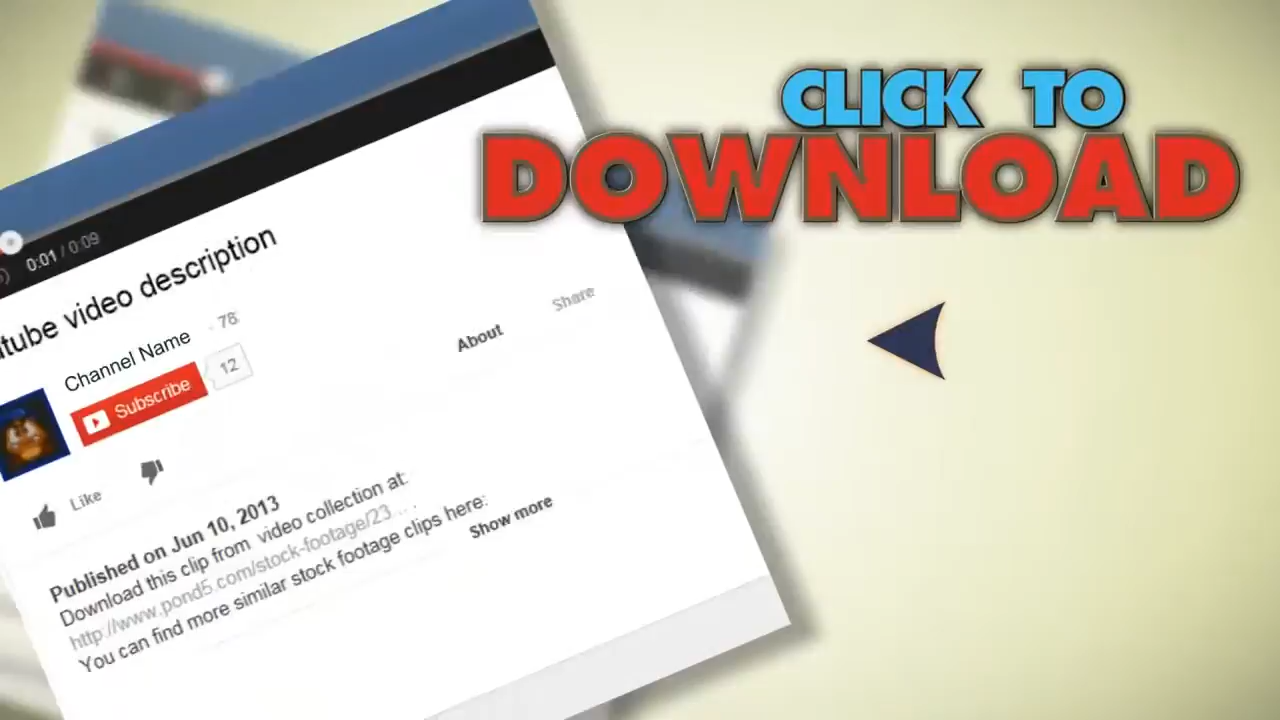 CLICK TO
DOWNLOAD
0:01 / 0:09
tube video description
Channel Name
76
Subscribe
12
About
Share
Like
Published on Jun 10, 2013
Download this clip from video collection at:
http://www.pond5.com/stock-footage/23...
You can find more similar stock footage clips here:
Show more